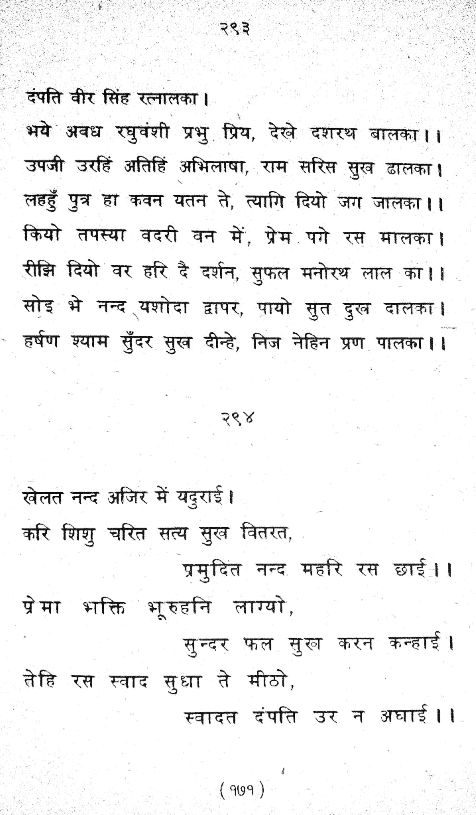 २९३
दंपति वीर सिंह रत्नालका।
भये अवध रघुवंशी प्रभु प्रिय, देखे दशरथ बालका।।
उपजी उरहिं अतिहिं अभिलाषा, राम सरिस सुख ढालका।
लहहुँ पुत्र हा कवन यतन ते, त्यागि दियो जग जालका।।
कियो तपस्या वदरी वन में, प्रेम पगे रस मालका।
रीझि दियो वर हरि दै दर्शन, सुफल मनोरथ लाल का।।
सोइ भे नन्द यशोदा द्वापर, पायो सुत दुख दालका।
हर्षण श्याम सुँदर सुख दीन्हे, निज नेहिन प्रण पालका।।
२९४
खेलत नन्द अजिर में यदुराई।
करि शिशु चरित सत्य सुख वितरत,
प्रमुदित नन्द महरि रस छाई।।
प्रेमा भक्ति भूरुहनि लाग्यो,
सुन्दर फल सुख करन कन्हाई।
तेहि रस स्वाद सुधा ते मीठो,
स्वादत दंपति उर न अघाई।।
(१७१)